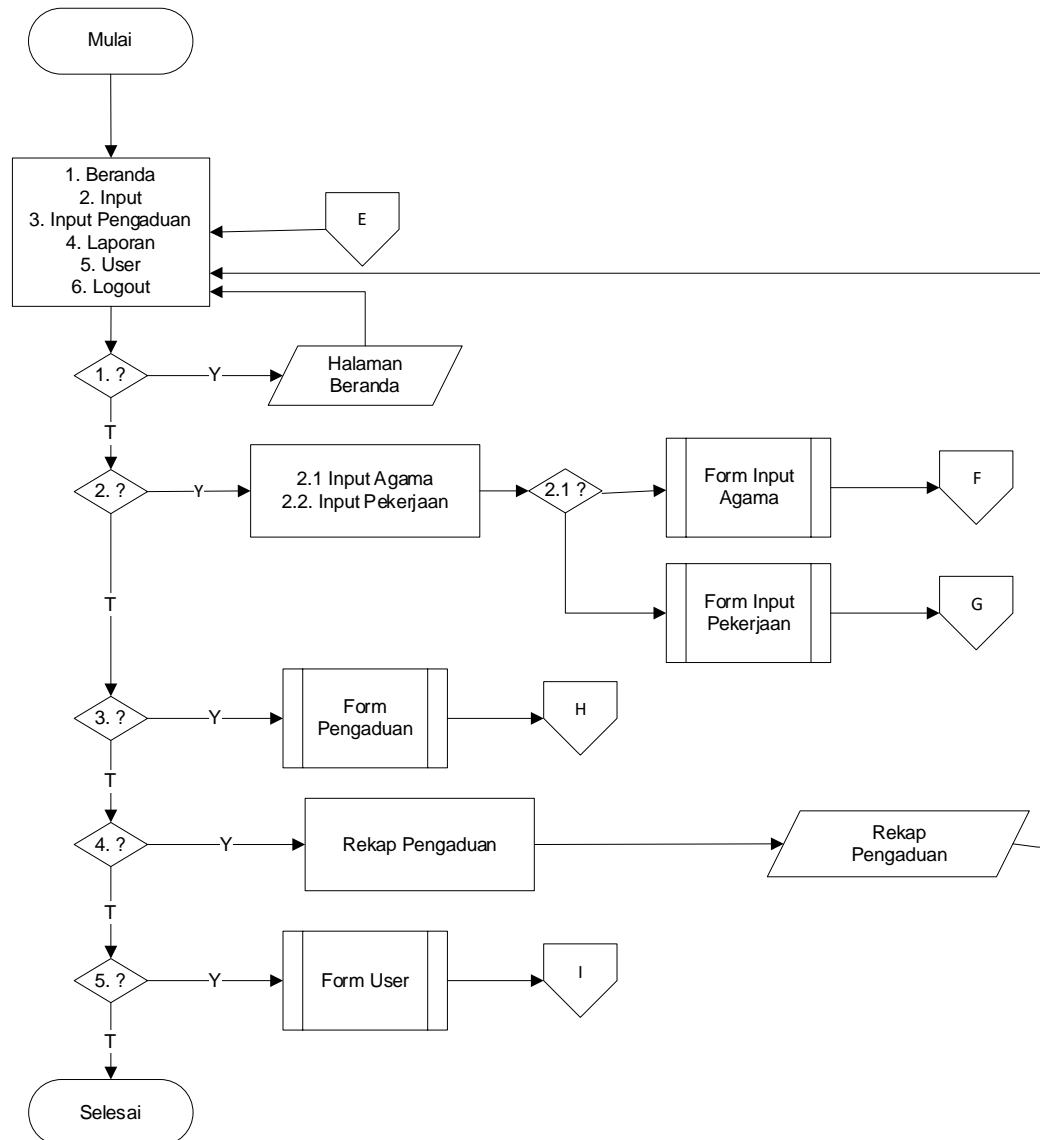 Mulai
1. Beranda
2. Input
3. Input Pengaduan
4. Laporan
5. User
6. Logout
E
1. ?
Y
Halaman
Beranda
T
2. ?
Y
2.1 Input Agama
2.2. Input Pekerjaan
2.1 ?
Form Input
Agama
F
T
Form Input
Pekerjaan
G
3. ?
Y
Form
Pengaduan
H
T
4. ?
Y
Rekap Pengaduan
Rekap
Pengaduan
T
5. ?
Y
Form User
I
T
Selesai